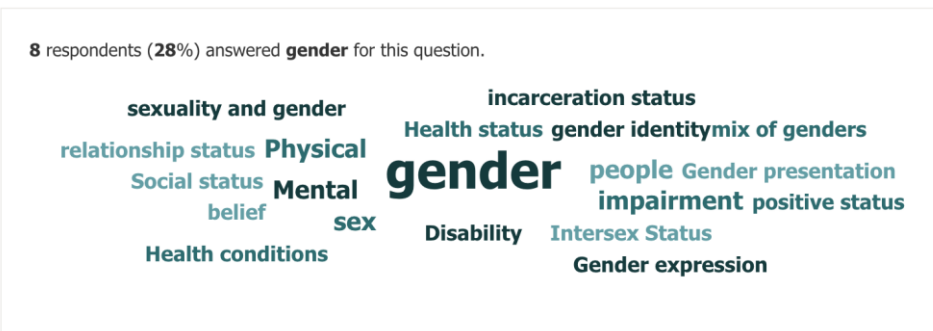 8 respondents (28%) answered gender for this question.
incarceration status
sexuality and gender
Health status gender identity mix of genders
relationship status Physical
gender
people Gender presentation
Social status
Mental
impairment positive status
belief
sex
Disability
Intersex Status
Health conditions
Gender expression